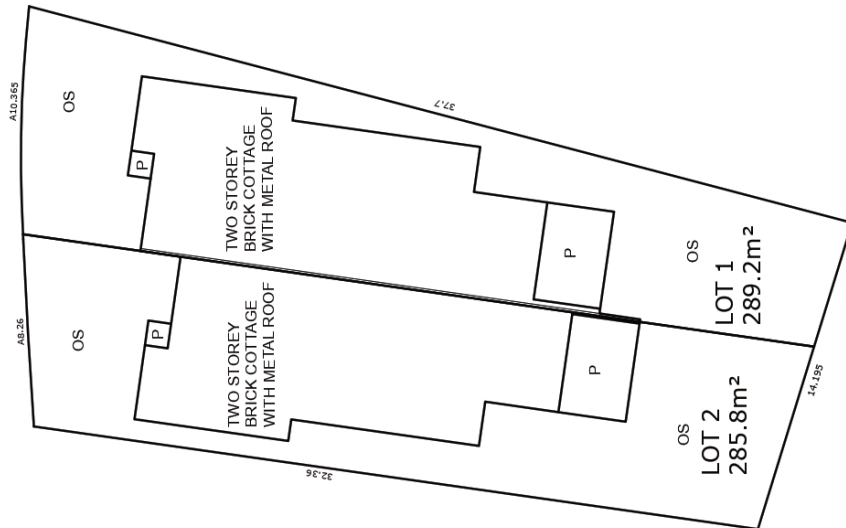 A10.365
OS
37.7
P
TWO STOREY
BRICK COTTAGE
WITH METAL ROOF
P
OS
LOT 1
289.2m²
A8.26
OS
P
TWO STOREY
BRICK COTTAGE
WITH METAL ROOF
P
OS
LOT 2
285.8m²
14.195
32.36